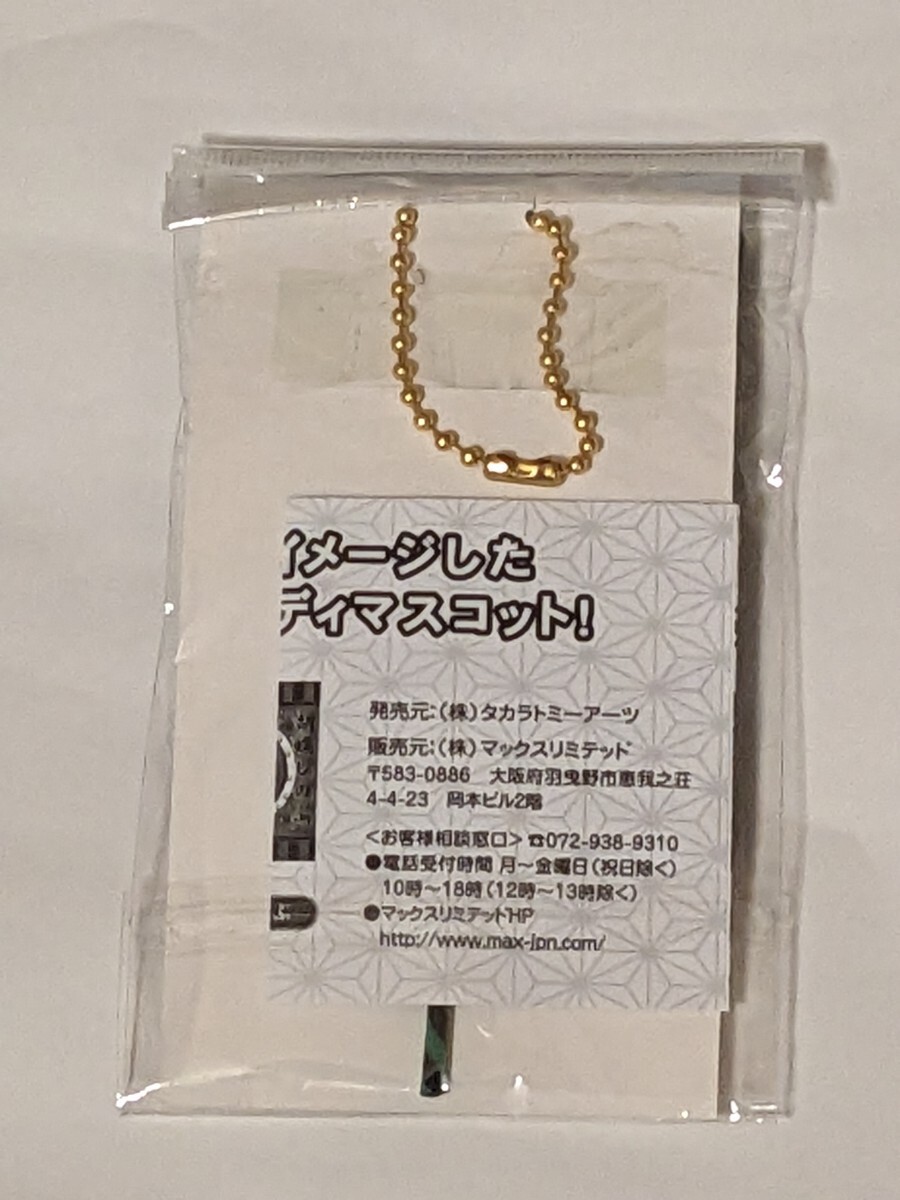 イメージした
ディマスコット!
発売元:(株)タカラトミーアーツ
販売元:(株)マックスリミテッド
〒583-0886 大阪府羽曳野市恵我之荘
4-4-23 岡本ビル2階
<お客様相談窓口>☎072-938-9310
●電話受付時間 月~金曜日(祝日除く)
10時~18時(12時~13時除く)
●マックスリミテッドHP
http://www.max-jpn.com/